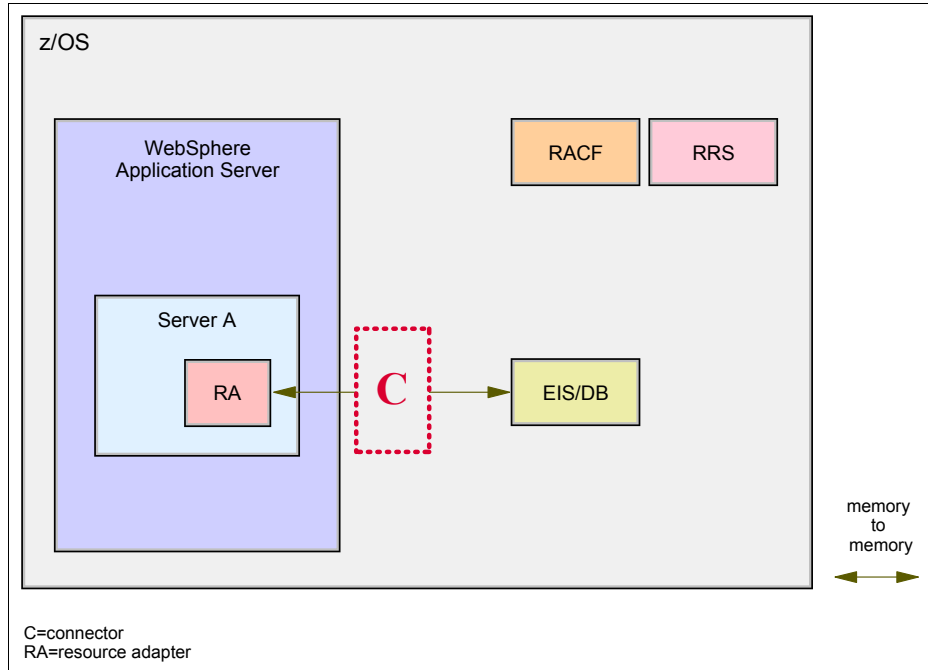 z/OS
WebSphere
Application Server
RACF
RRS
Server A
RA
C
EIS/DB
memory
to
memory
C=connector
RA=resource adapter